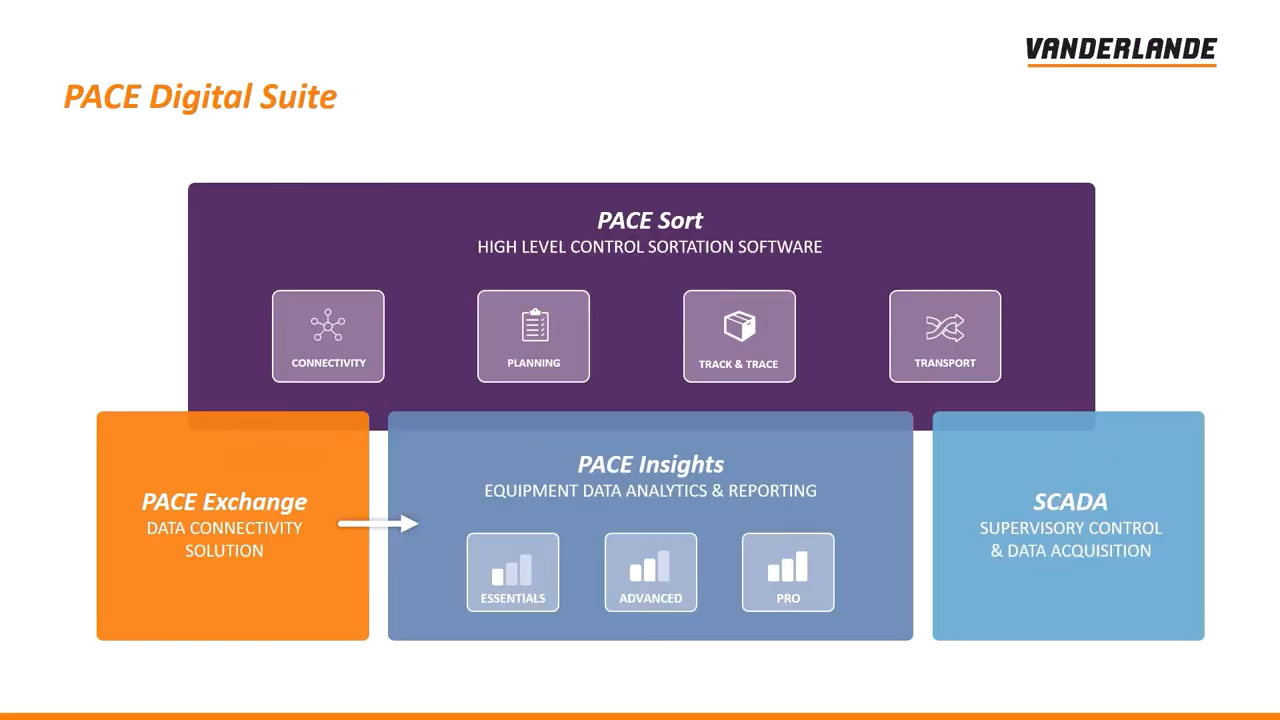 VANDERLANDE
PACE Digital Suite
PACE Sort
HIGH LEVEL CONTROL SORTATION SOFTWARE
CONNECTIVITY
PLANNING
TRACK & TRACE
TRANSPORT
PACE Exchange
DATA CONNECTIVITY
SOLUTION
PACE Insights
EQUIPMENT DATA ANALYTICS & REPORTING
ESSENTIALS
ADVANCED
PRO
SCADA
SUPERVISORY CONTROL
& DATA ACQUISITION